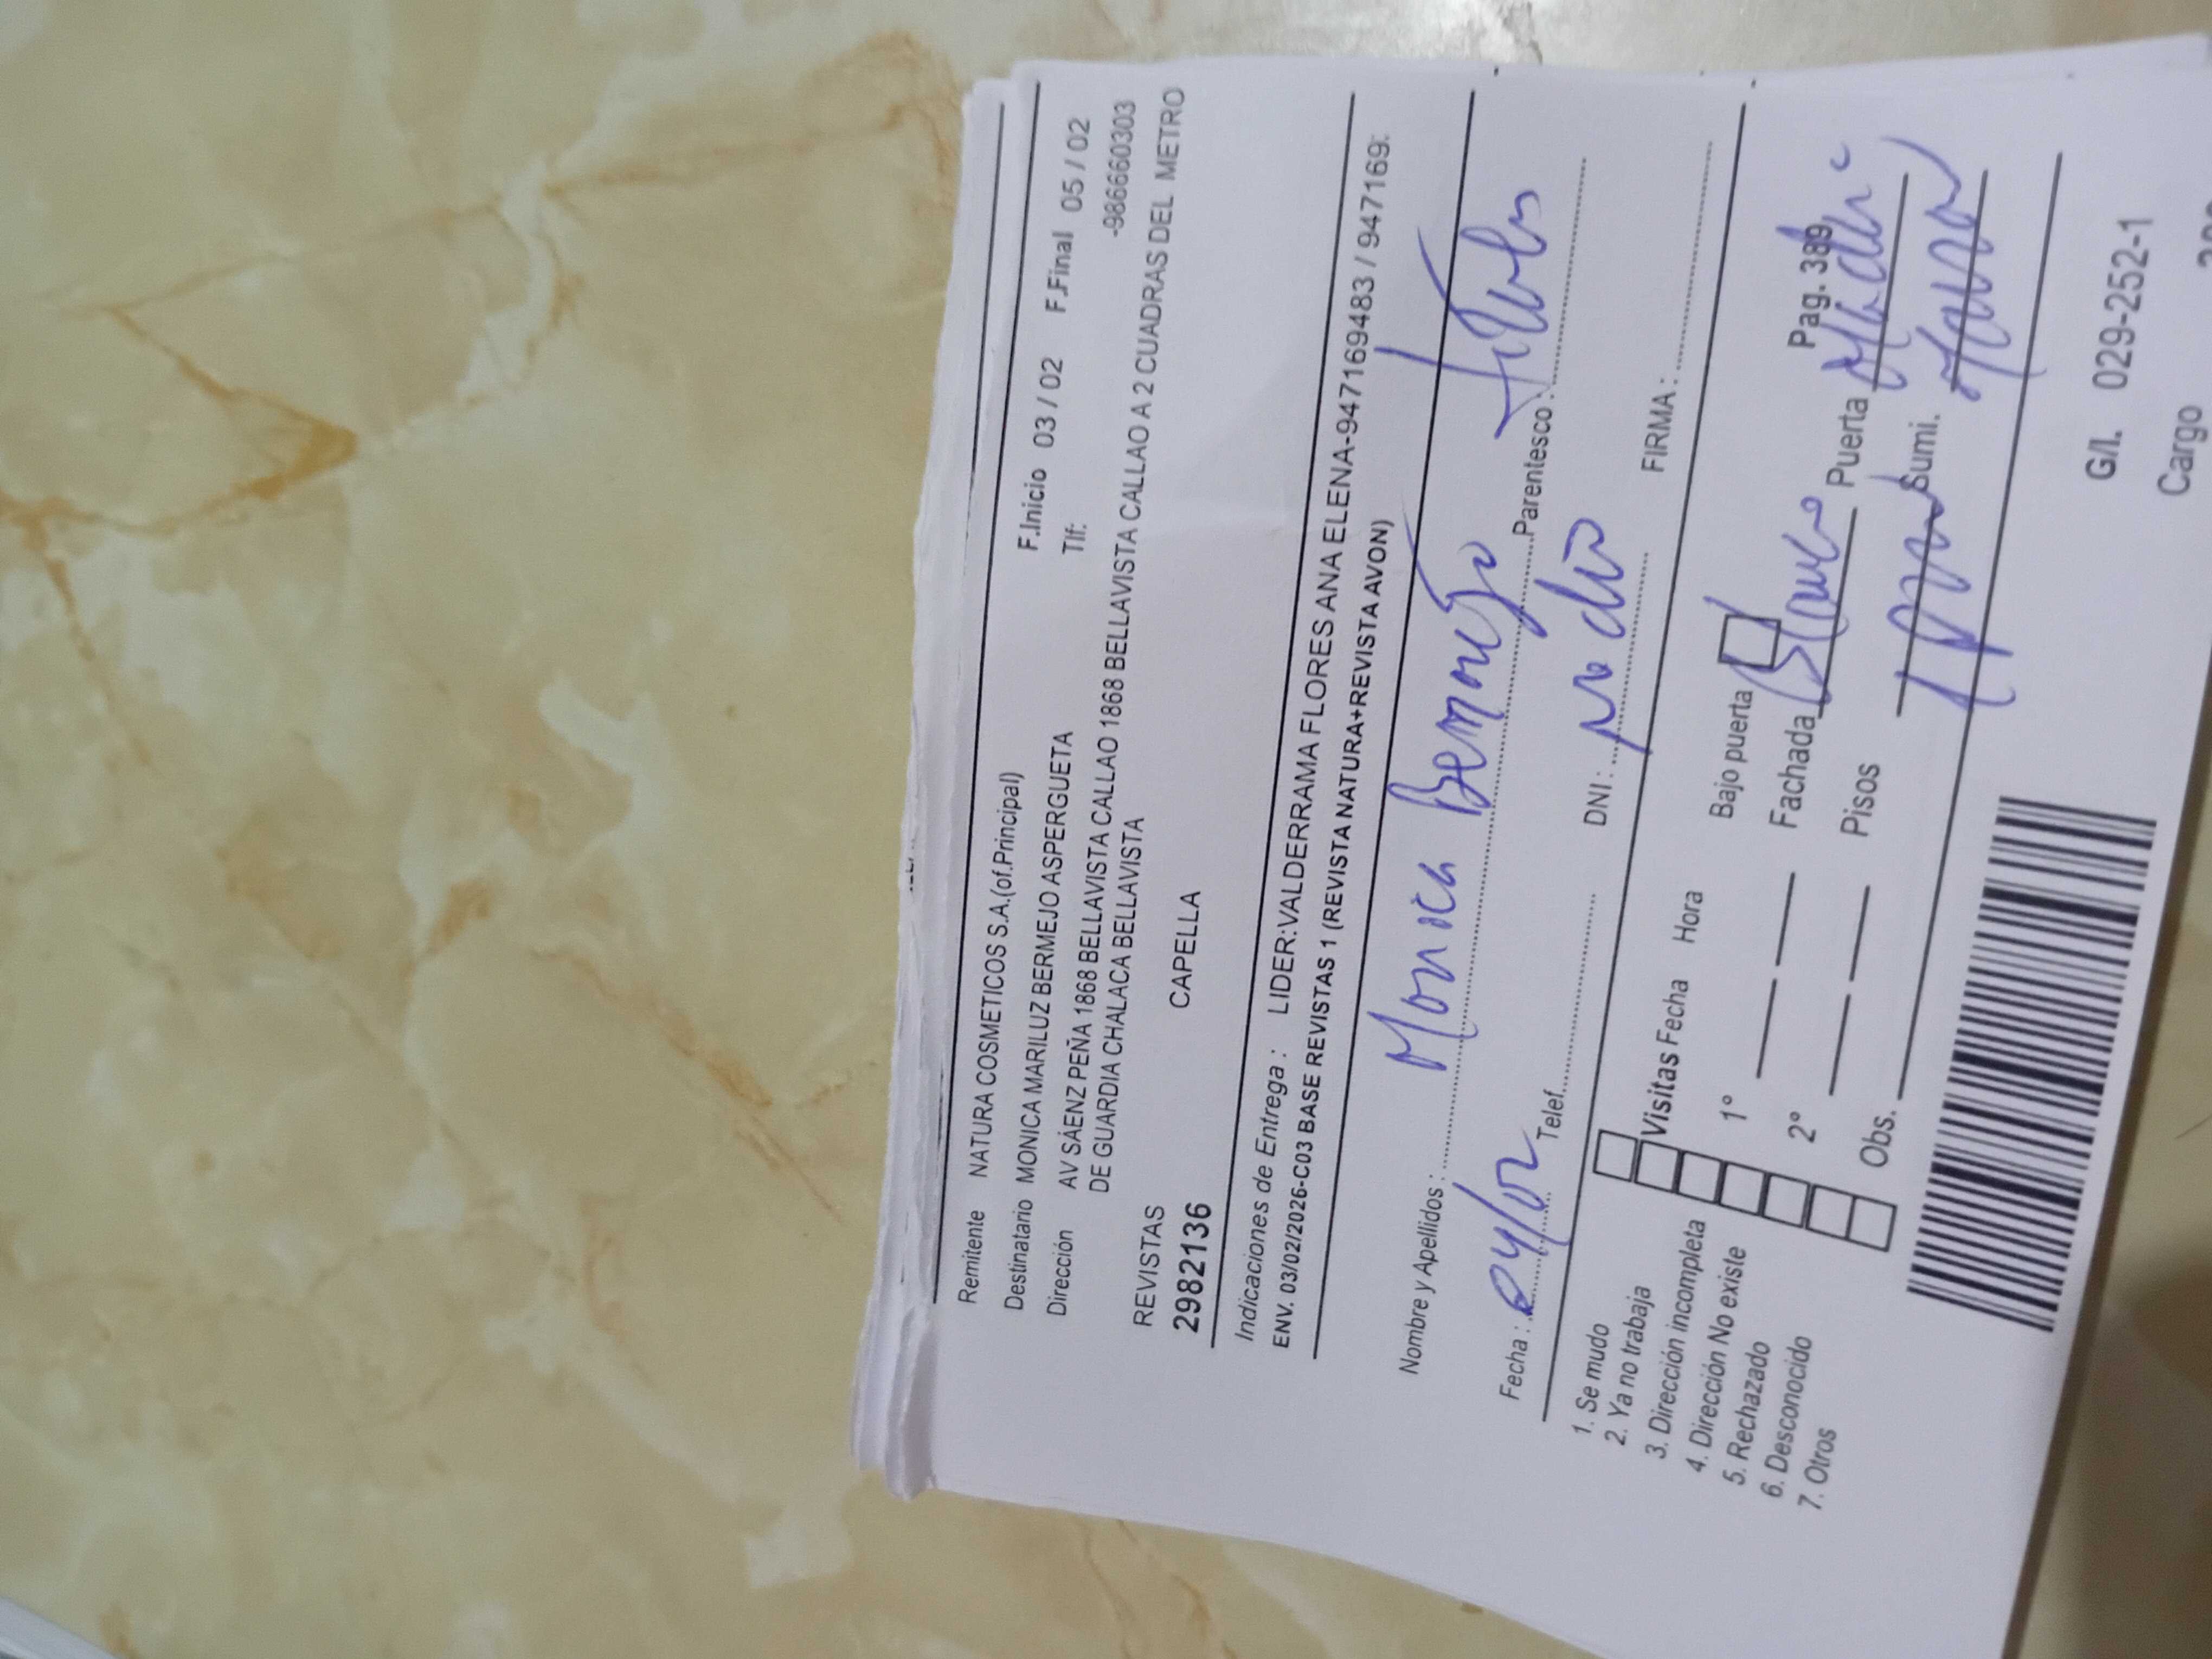 Remitente NATURA COSMETICOS S.A.(of.Principal) F.Inicio 03 / 02 F.Final 05 / 02
Destinatario MONICA MARILUZ BERMEJO ASPERGUETA Tlf: -986660303
Dirección AV SÁENZ PEÑA 1868 BELLAVISTA CALLAO 1868 BELLAVISTA CALLAO A 2 CUADRAS DEL METRO
DE GUARDIA CHALACA BELLAVISTA
REVISTAS CAPELLA
2982136
Indicaciones de Entrega : LIDER:VALDERRAMA FLORES ANA ELENA-947169483 / 947169:
ENV. 03/02/2026-C03 BASE REVISTAS 1 (REVISTA NATURA+REVISTA AVON)
Nombre y Apellidos : Monica Bermejo
Parentesco : titular
Fecha : 04/02 Telef. DNI : no dio FIRMA :
1. Se mudo
2. Ya no trabaja
3. Dirección incompleta
4. Dirección No existe
5. Rechazado
6. Desconocido
7. Otros
Visitas Fecha Hora
1°
2°
Obs.
Bajo puerta Pag. 389
Fachada Blanco Puerta
Pisos Sumi.
G/I. 029-252-1
Cargo